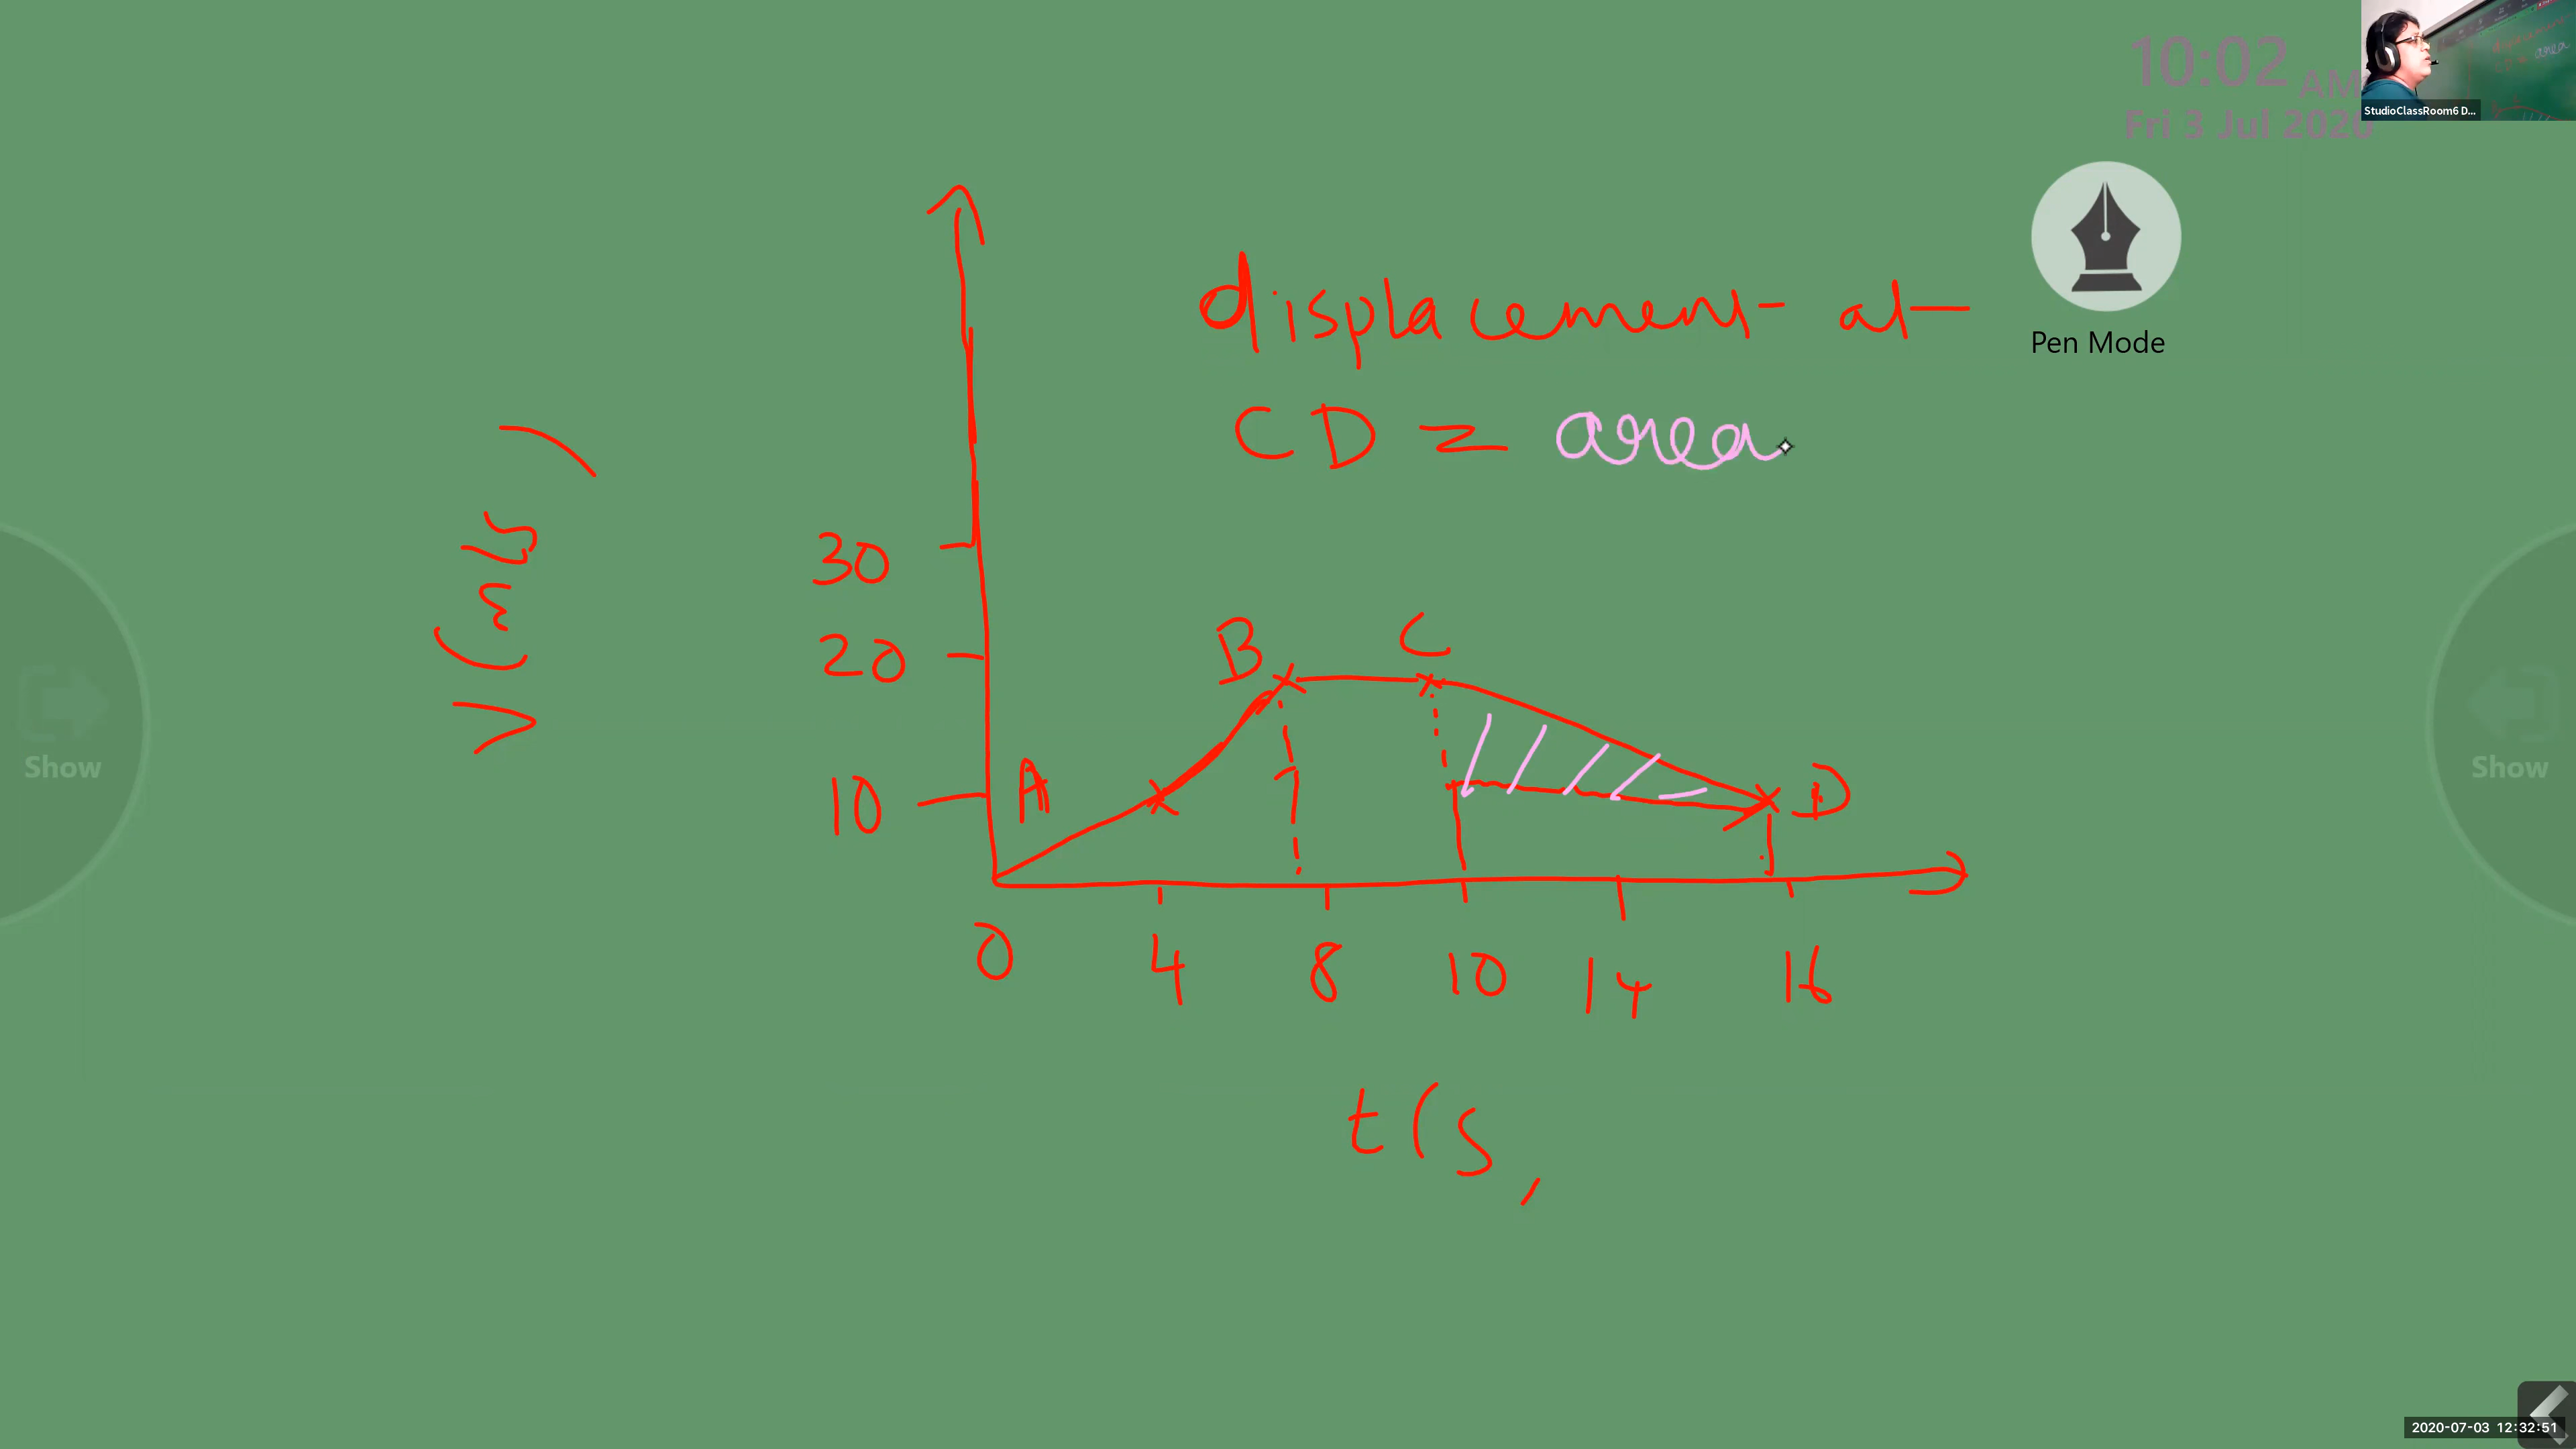 10:02 AM
Fri 3 Jul 2020
StudioClassRoom6 D...
Pen Mode
displacement at
CD = area
V (m/s)
30
20
10
A
B
C
D
0 4 8 10 14 16
t(s)
Show
Show
2020-07-03 12:32:51